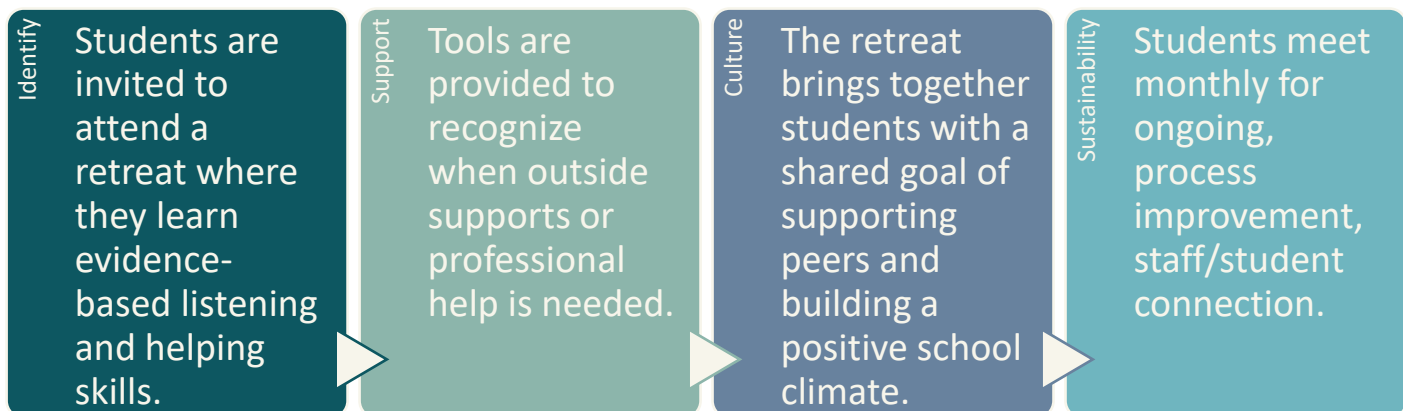 Identify
Students are
invited to
attend a
retreat where
they learn
evidence-
based listening
and helping
skills.
Support
Tools are
provided to
recognize
when outside
supports or
professional
help is needed.
Culture
The retreat
brings together
students with a
shared goal of
supporting
peers and
building a
positive school
climate.
Sustainability
Students meet
monthly for
ongoing,
process
improvement,
staff/student
connection.